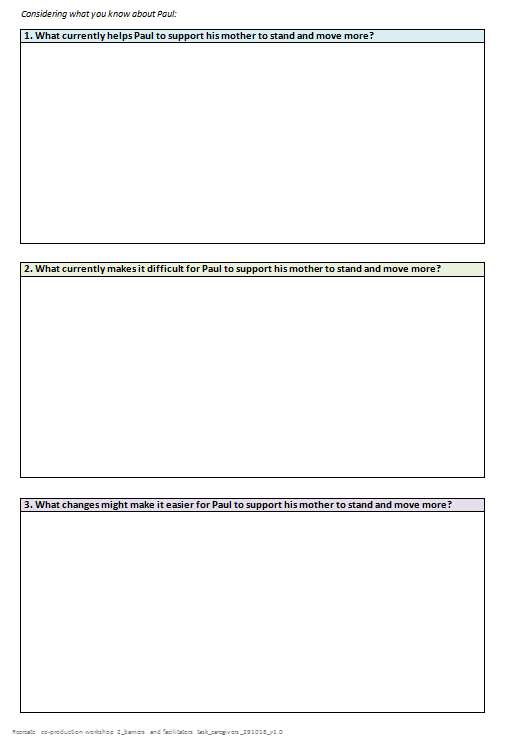 Considering what you know about Paul:
1. What currently helps Paul to support his mother to stand and move more?
2. What currently makes it difficult for Paul to support his mother to stand and move more?
3. What changes might make it easier for Paul to support his mother to stand and move more?
Recreate_co-production workshop 2_barriers and facilitators task_caregivers_291018_v1.0